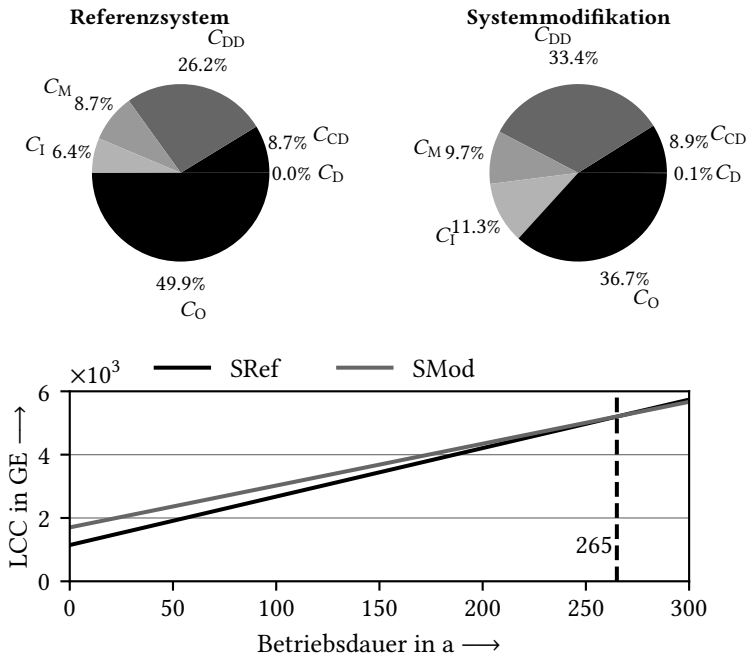 Referenzsystem
C_DD
26.2%
C_M
8.7%
C_I 6.4%
8.7% C_CD
0.0% C_D
49.9%
C_O
Systemmodifikation
C_DD
33.4%
C_M 9.7%
C_I 11.3%
8.9% C_CD
0.1% C_D
36.7%
C_O
×10³
SRef
SMod
LCC in GE →
6
4
2
0
265
0 50 100 150 200 250 300
Betriebsdauer in a →